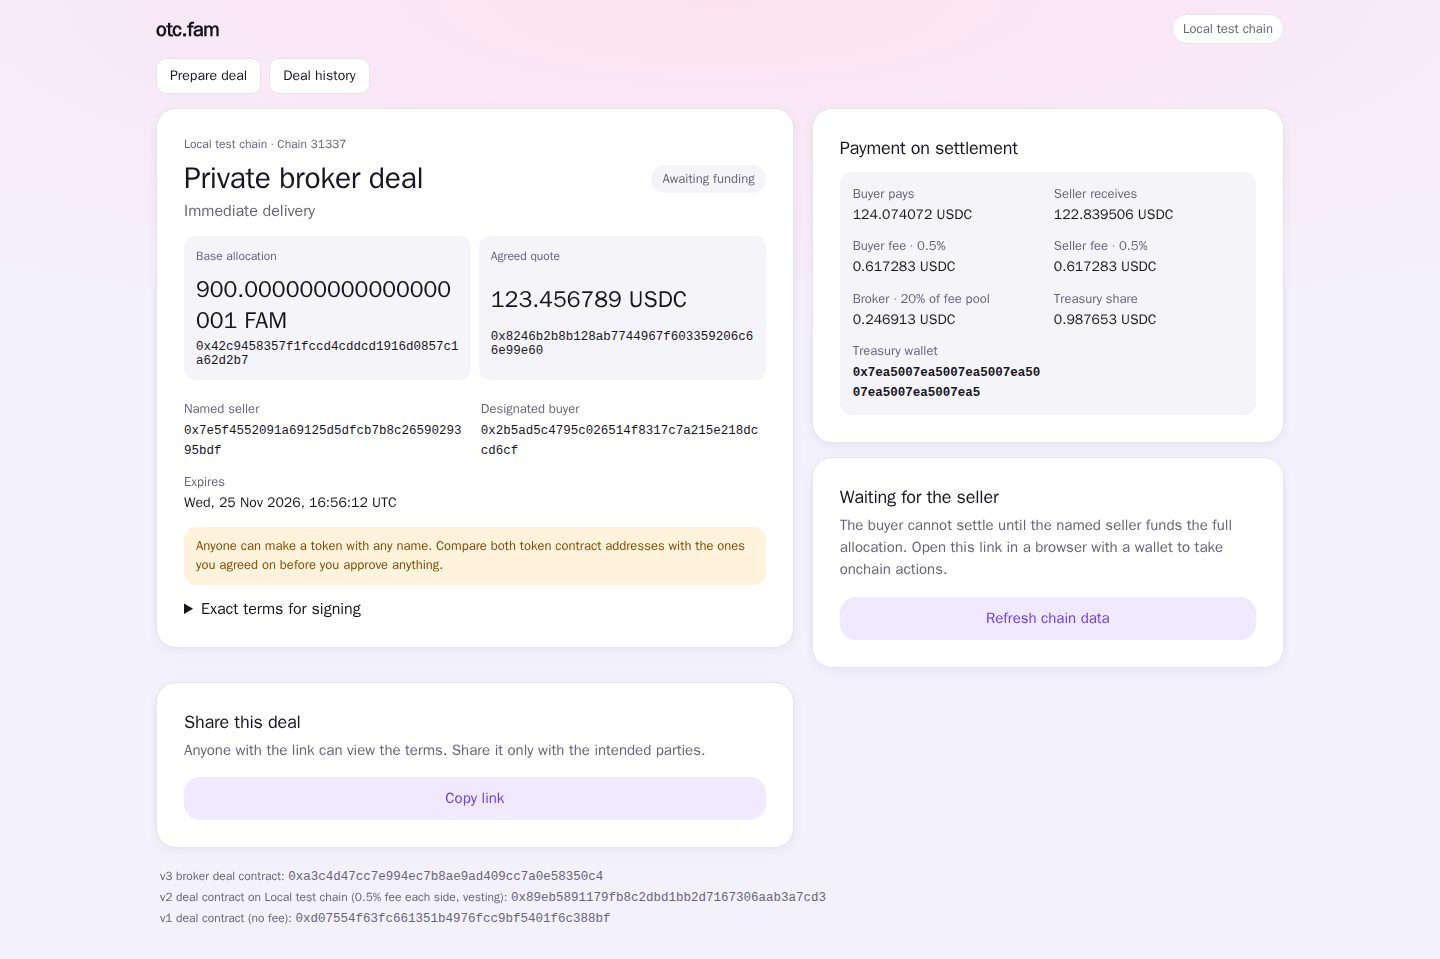 otc.fam
Local test chain
Prepare deal
Deal history
Local test chain · Chain 31337
Private broker deal
Awaiting funding
Immediate delivery
Base allocation
900.000000000000000
001 FAM
0x42c9458357f1fccd4cddcd1916d0857c1
a62d2b7
Agreed quote
123.456789 USDC
0x8246b2b8b128ab7744967f603359206c6
6e99e60
Named seller
0x7e5f4552091a69125d5dfcb7b8c26590293
95bdf
Designated buyer
0x2b5ad5c4795c026514f8317c7a215e218dc
cd6cf
Expires
Wed, 25 Nov 2026, 16:56:12 UTC
Anyone can make a token with any name. Compare both token contract addresses with the ones
you agreed on before you approve anything.
Exact terms for signing
Payment on settlement
Buyer pays
124.074072 USDC
Seller receives
122.839506 USDC
Buyer fee · 0.5%
0.617283 USDC
Seller fee · 0.5%
0.617283 USDC
Broker · 20% of fee pool
0.246913 USDC
Treasury share
0.987653 USDC
Treasury wallet
0x7ea5007ea5007ea5007ea50
07ea5007ea5007ea5
Waiting for the seller
The buyer cannot settle until the named seller funds the full
allocation. Open this link in a browser with a wallet to take
onchain actions.
Refresh chain data
Share this deal
Anyone with the link can view the terms. Share it only with the intended parties.
Copy link
v3 broker deal contract: 0xa3c4d47cc7e994ec7b8ae9ad409cc7a0e58350c4
v2 deal contract on Local test chain (0.5% fee each side, vesting): 0x89eb5891179fb8c2dbd1bb2d7167306aab3a7cd3
v1 deal contract (no fee): 0xd07554f63fc661351b4976fcc9bf5401f6c388bf